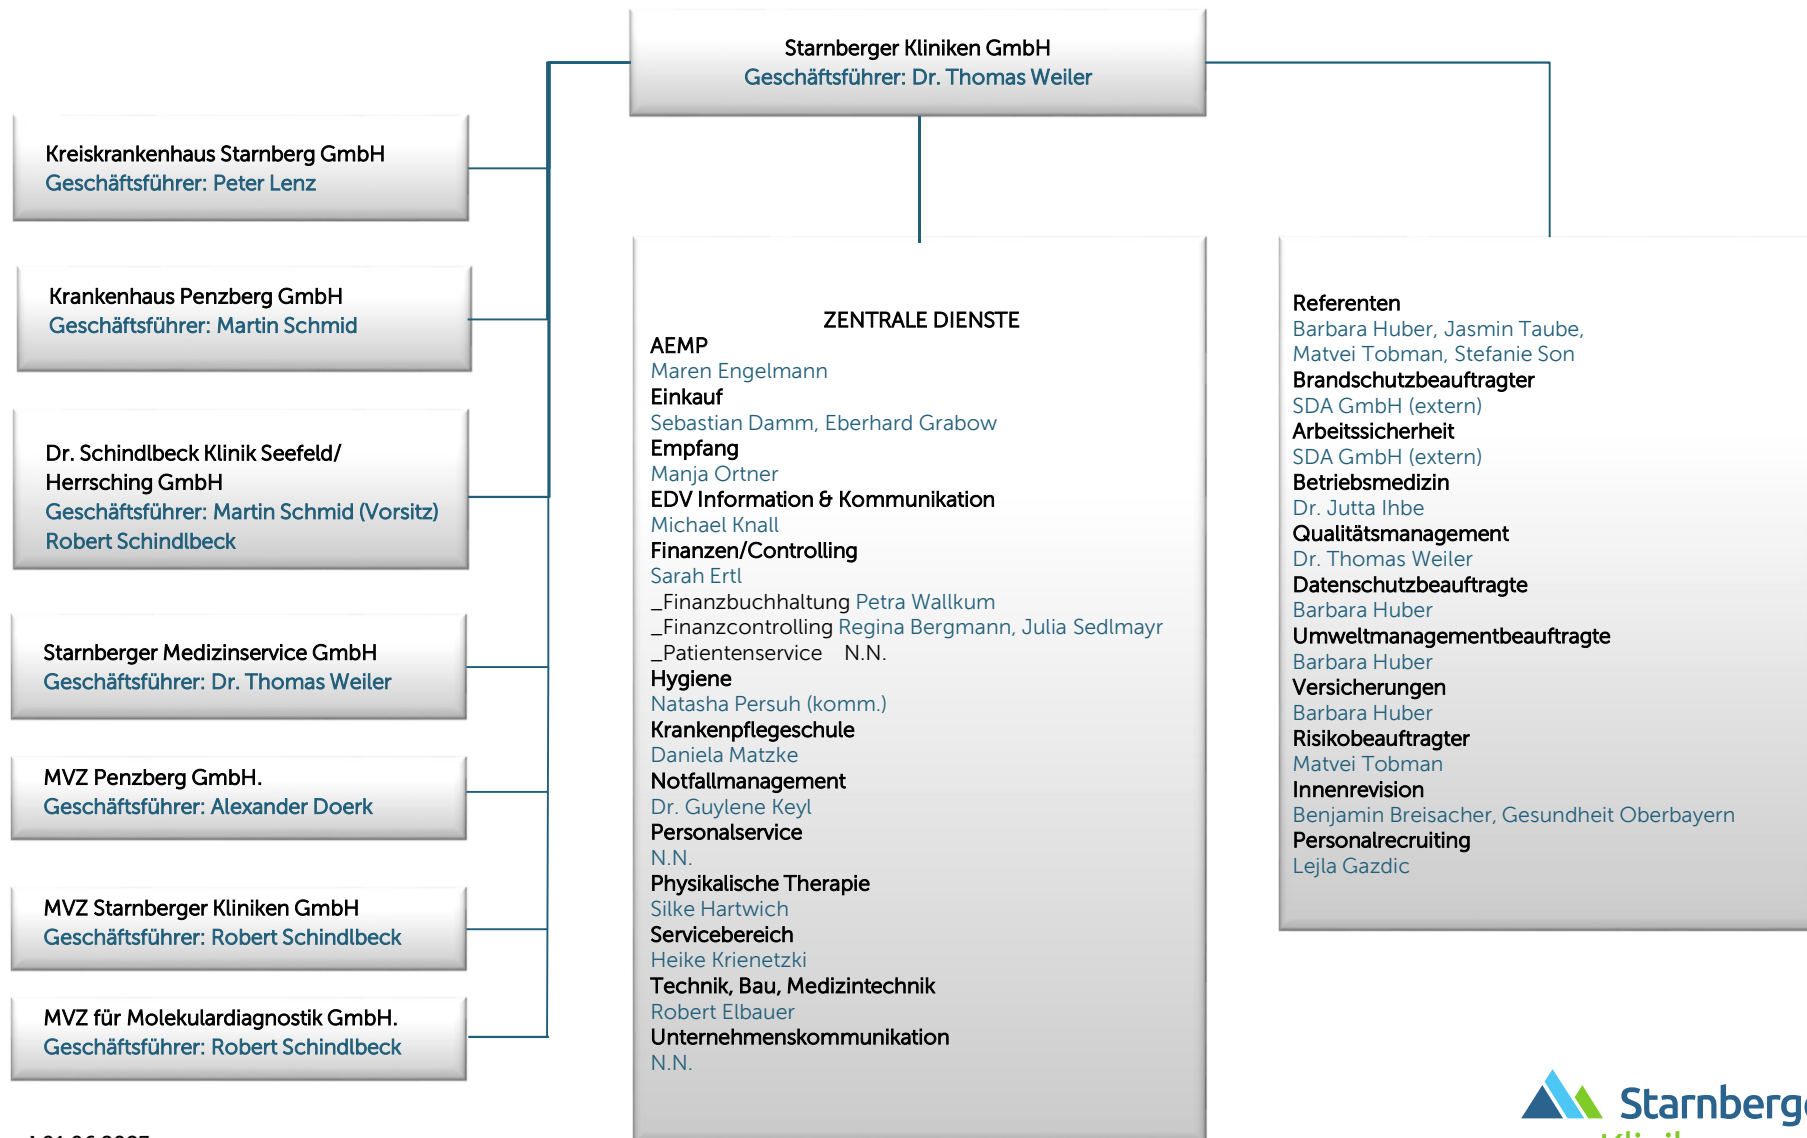 Starnberger Kliniken GmbH
Geschäftsführer: Dr. Thomas Weiler
Kreiskrankenhaus Starnberg GmbH
Geschäftsführer: Peter Lenz
Krankenhaus Penzberg GmbH
Geschäftsführer: Martin Schmid
Dr. Schindlbeck Klinik Seefeld/
Herrsching GmbH
Geschäftsführer: Martin Schmid (Vorsitz)
Robert Schindlbeck
Starnberger Medizinservice GmbH
Geschäftsführer: Dr. Thomas Weiler
MVZ Penzberg GmbH.
Geschäftsführer: Alexander Doerk
MVZ Starnberger Kliniken GmbH
Geschäftsführer: Robert Schindlbeck
MVZ für Molekulardiagnostik GmbH.
Geschäftsführer: Robert Schindlbeck
ZENTRALE DIENSTE
AEMP
Maren Engelmann
Einkauf
Sebastian Damm, Eberhard Grabow
Empfang
Manja Ortner
EDV Information & Kommunikation
Michael Knall
Finanzen/Controlling
Sarah Ertl
_Finanzbuchhaltung Petra Wallkum
_Finanzcontrolling Regina Bergmann, Julia Sedlmayr
_Patientenservice N.N.
Hygiene
Natasha Persuh (komm.)
Krankenpflegeschule
Daniela Matzke
Notfallmanagement
Dr. Guylene Keyl
Personalservice
N.N.
Physikalische Therapie
Silke Hartwich
Servicebereich
Heike Krienetzki
Technik, Bau, Medizintechnik
Robert Elbauer
Unternehmenskommunikation
N.N.
Referenten
Barbara Huber, Jasmin Taube,
Matvei Tobman, Stefanie Son
Brandschutzbeauftragter
SDA GmbH (extern)
Arbeitssicherheit
SDA GmbH (extern)
Betriebsmedizin
Dr. Jutta Ihbe
Qualitätsmanagement
Dr. Thomas Weiler
Datenschutzbeauftragte
Barbara Huber
Umweltmanagementbeauftragte
Barbara Huber
Versicherungen
Barbara Huber
Risikobeauftragter
Matvei Tobman
Innenrevision
Benjamin Breisacher, Gesundheit Oberbayern
Personalrecruiting
Lejla Gazdic
Starnberge